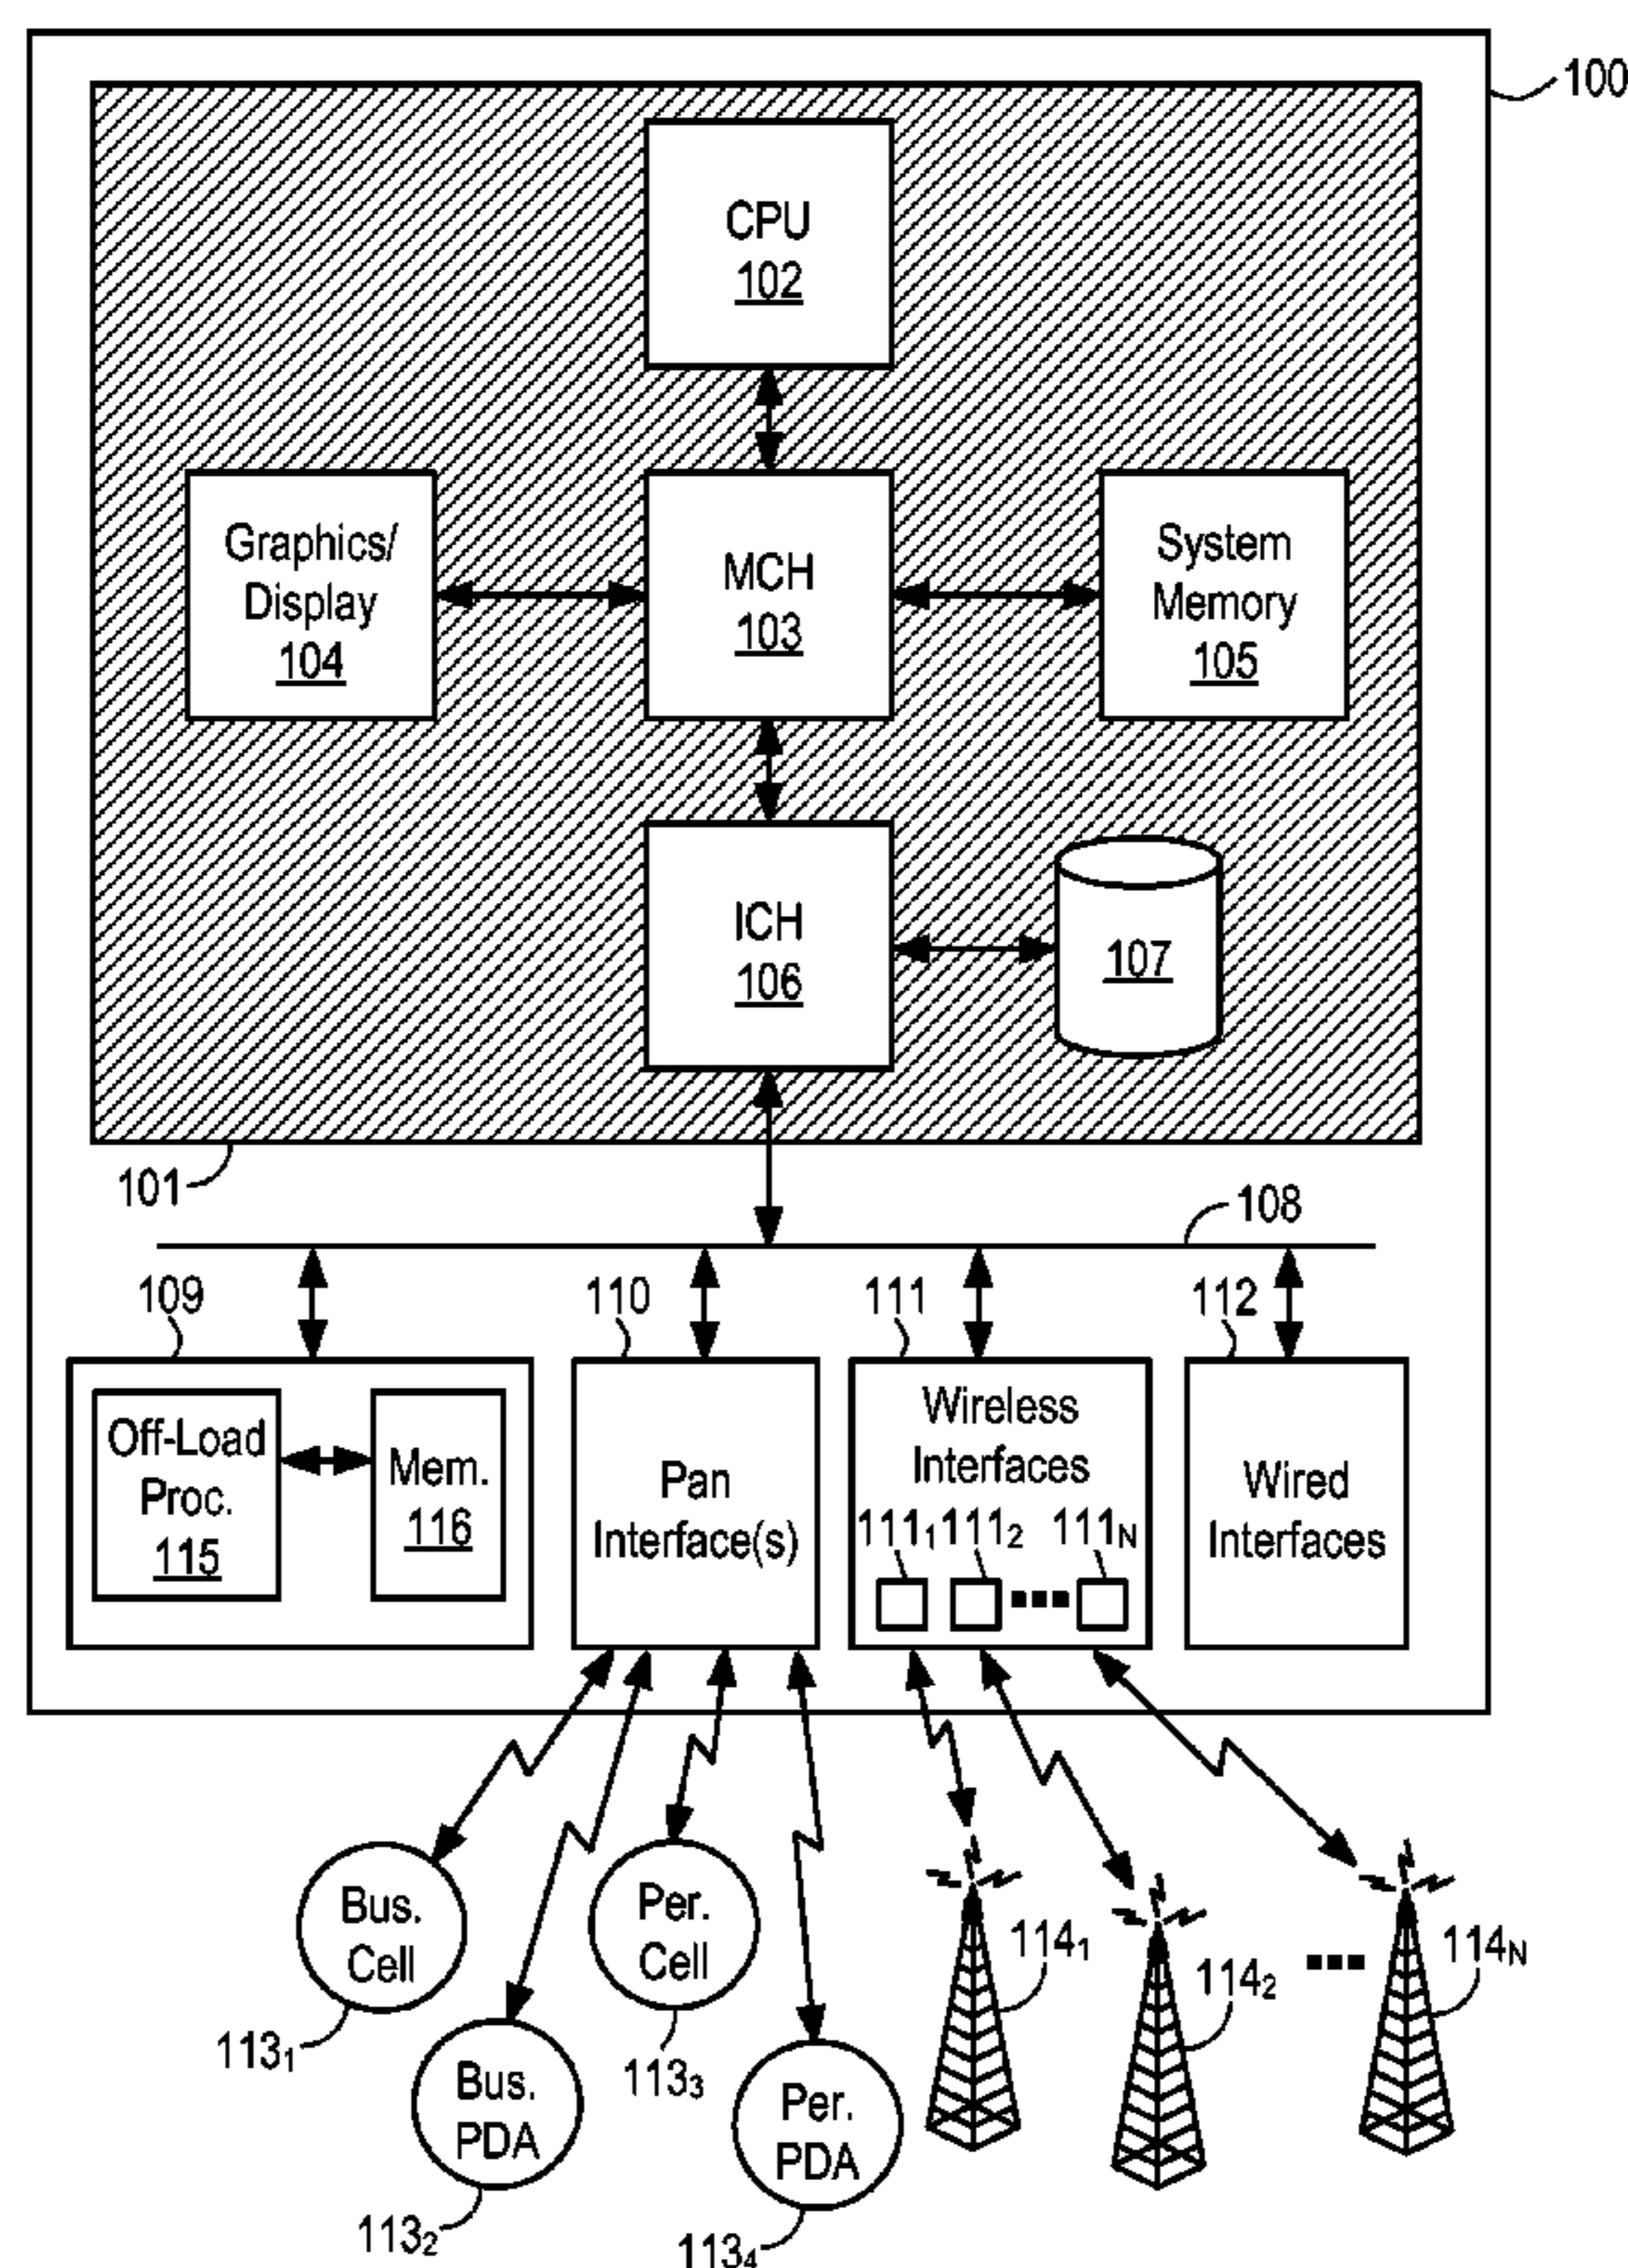 100
CPU
102
Graphics/
Display
104
MCH
103
System
Memory
105
ICH
106
107
101
108
109
110
111
112
Off-Load
Proc.
115
Mem.
116
Pan
Interface(s)
Wireless
Interfaces
111₁ 111₂ 111N
Wired
Interfaces
Bus.
Cell
113₁
Bus.
PDA
113₂
Per.
Cell
113₃
Per.
PDA
113₄
114₁
114₂
114N